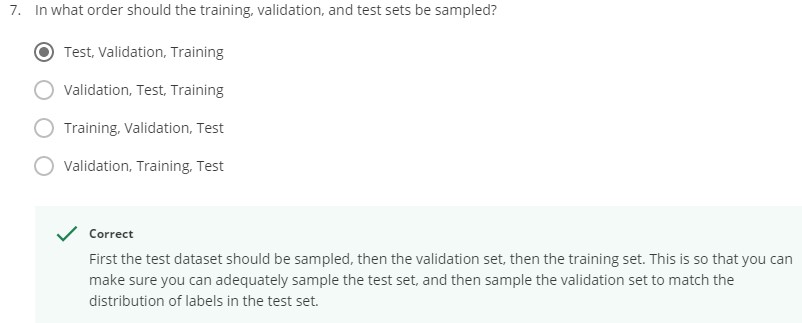 7. In what order should the training, validation, and test sets be sampled?
Test, Validation, Training
Validation, Test, Training
Training, Validation, Test
Validation, Training, Test
Correct
First the test dataset should be sampled, then the validation set, then the training set. This is so that you can
make sure you can adequately sample the test set, and then sample the validation set to match the
distribution of labels in the test set.